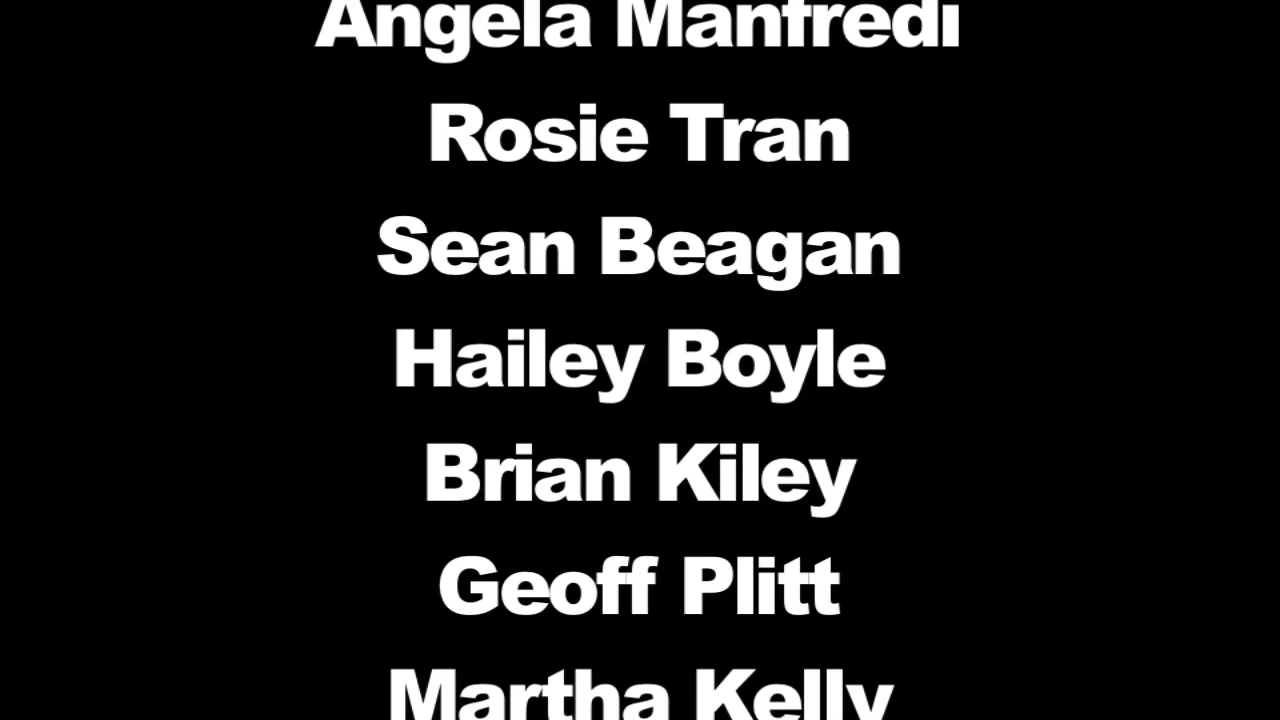 Angela Manfredi
Rosie Tran
Sean Beagan
Hailey Boyle
Brian Kiley
Geoff Plitt
Martha Kelly